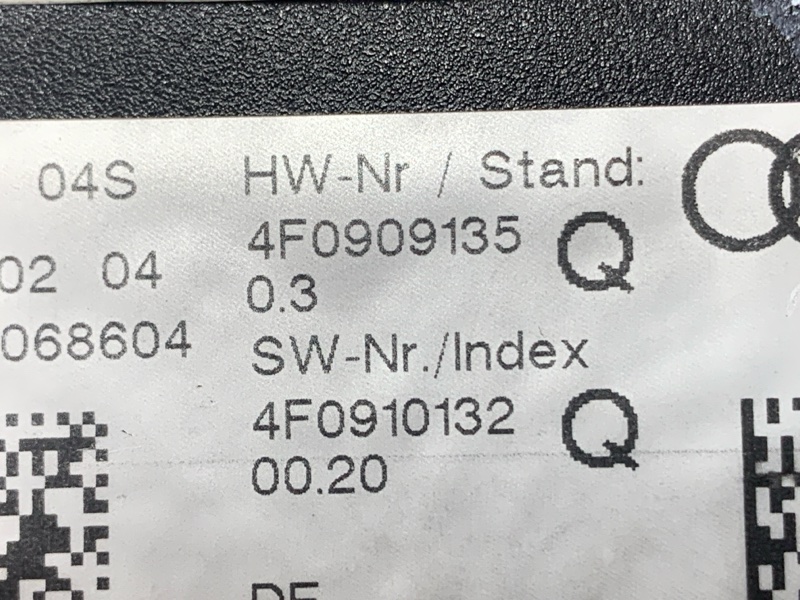 04S
HW-Nr / Stand:
4F0909135 Q
02 04
0.3
068604
SW-Nr./Index
4F0910132 Q
00.20